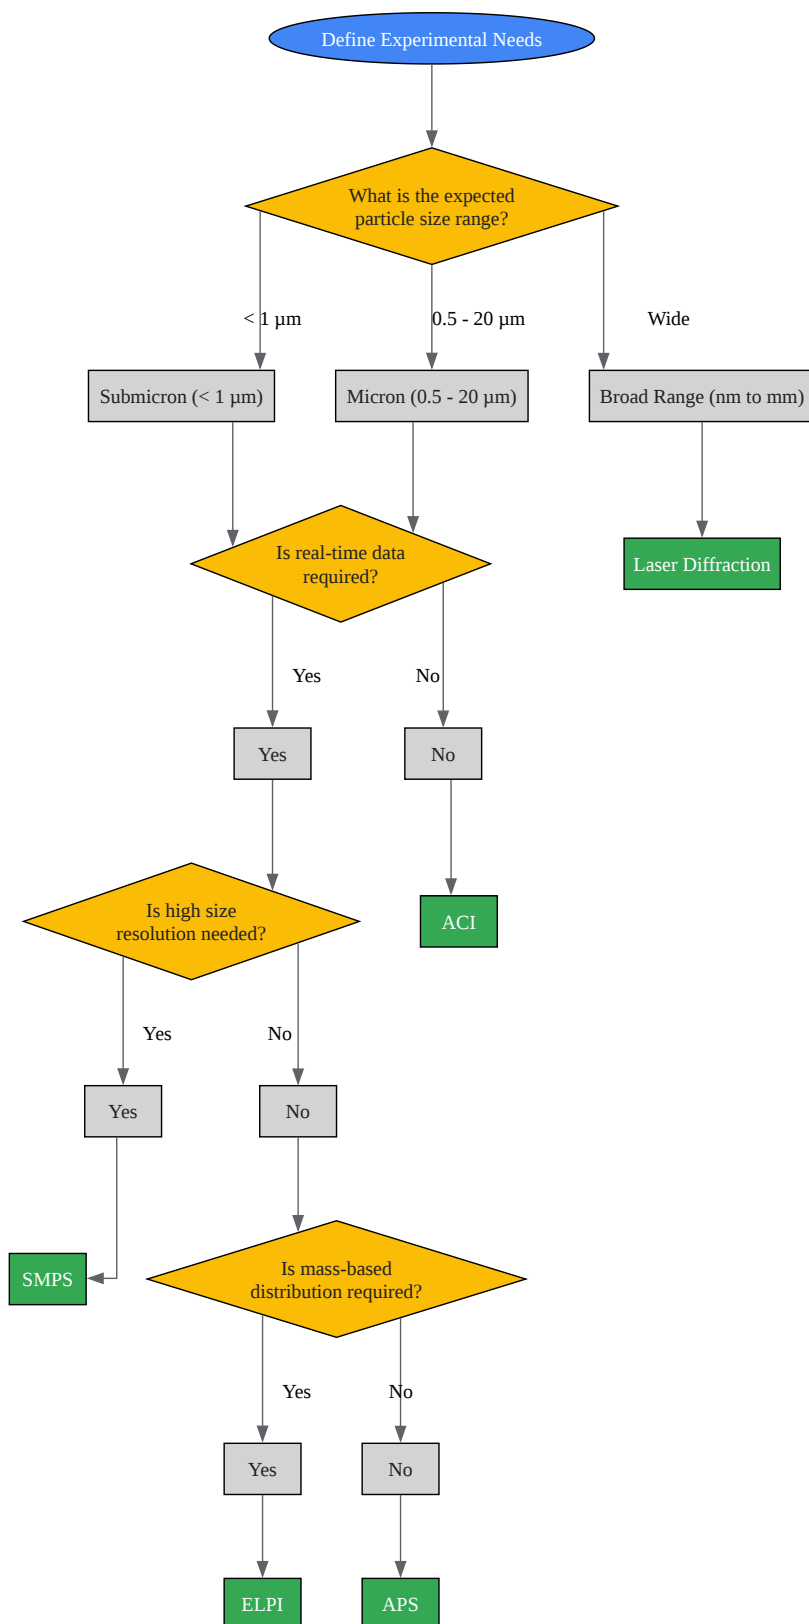 Define Experimental Needs
What is the expected
particle size range?
< 1 µm
0.5 - 20 µm
Wide
Submicron (< 1 µm)
Micron (0.5 - 20 µm)
Broad Range (nm to mm)
Is real-time data
required?
Laser Diffraction
Yes
No
Yes
No
Is high size
resolution needed?
ACI
Yes
No
Yes
No
SMPS
Is mass-based
distribution required?
Yes
No
Yes
No
ELPI
APS